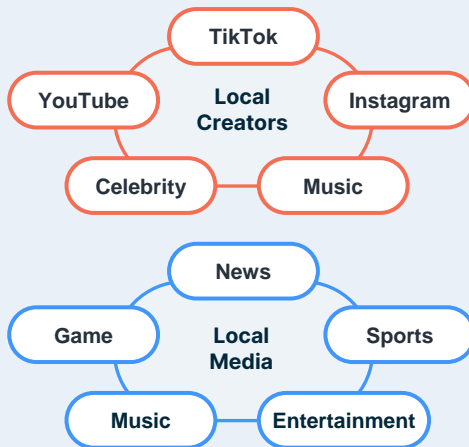 TikTok
YouTube
Local
Creators
Instagram
Celebrity
Music
News
Game
Local
Media
Sports
Music
Entertainment